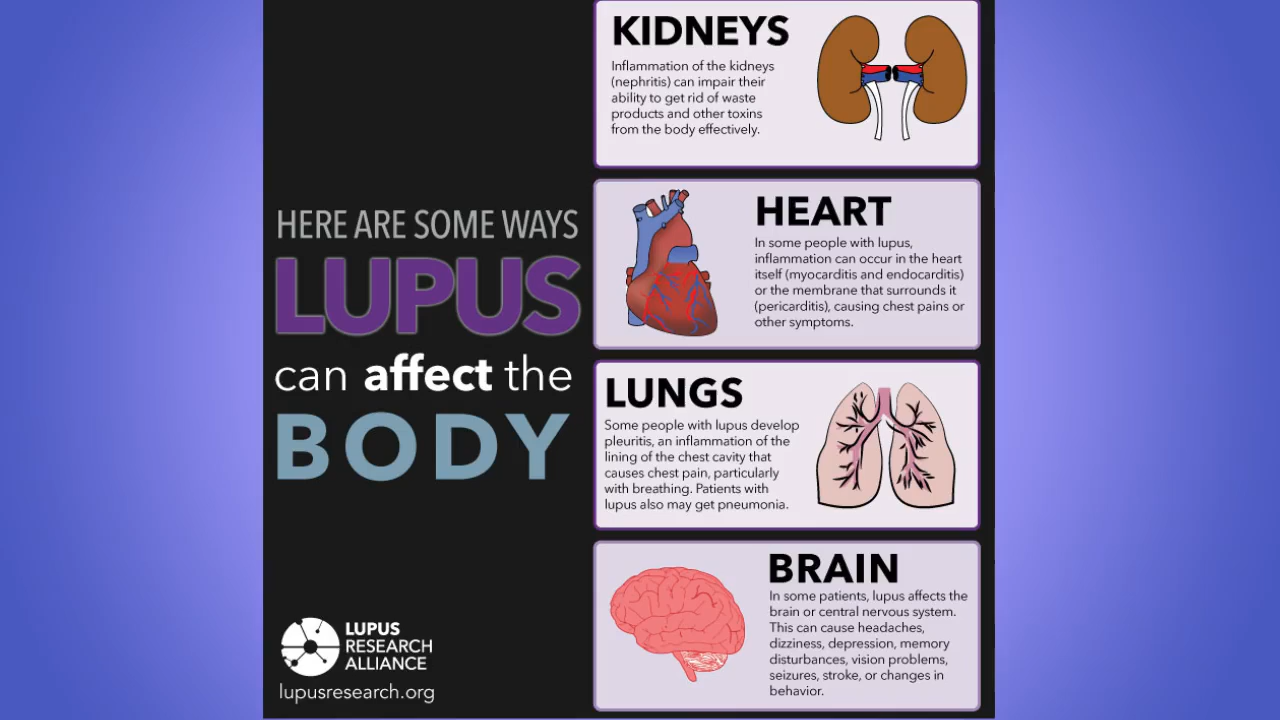 HERE ARE SOME WAYS
LUPUS
can affect the
BODY
LUPUS
RESEARCH
ALLIANCE
lupusresearch.org
KIDNEYS
Inflammation of the kidneys
(nephritis) can impair their
ability to get rid of waste
products and other toxins
from the body effectively.
HEART
In some people with lupus,
inflammation can occur in the heart
itself (myocarditis and endocarditis)
or the membrane that surrounds it
(pericarditis), causing chest pains or
other symptoms.
LUNGS
Some people with lupus develop
pleuritis, an inflammation of the
lining of the chest cavity that
causes chest pain, particularly
with breathing. Patients with
lupus also may get pneumonia.
BRAIN
In some patients, lupus affects the
brain or central nervous system.
This can cause headaches,
dizziness, depression, memory
disturbances, vision problems,
seizures, stroke, or changes in
behavior.